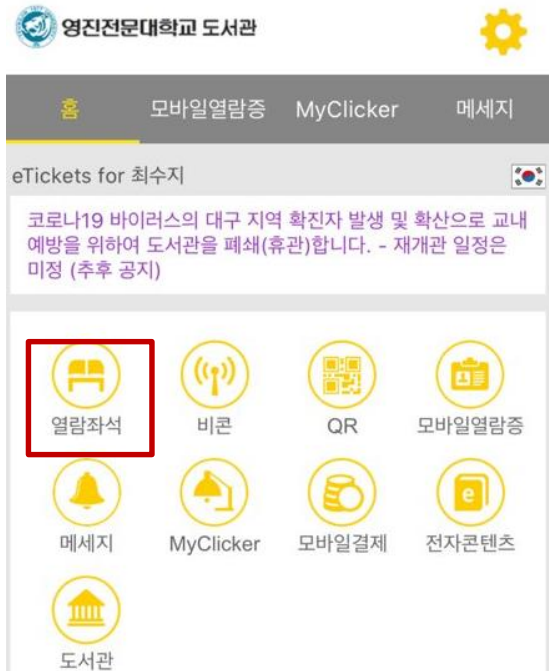 영진전문대학교 도서관
홈 모바일열람증 MyClicker 메세지
eTickets for 최수지
코로나19 바이러스의 대구 지역 확진자 발생 및 확산으로 교내
예방을 위하여 도서관을 폐쇄(휴관)합니다. - 재개관 일정은
미정 (추후 공지)
열람좌석 비콘 QR 모바일열람증
메세지 MyClicker 모바일결제 전자콘텐츠
도서관